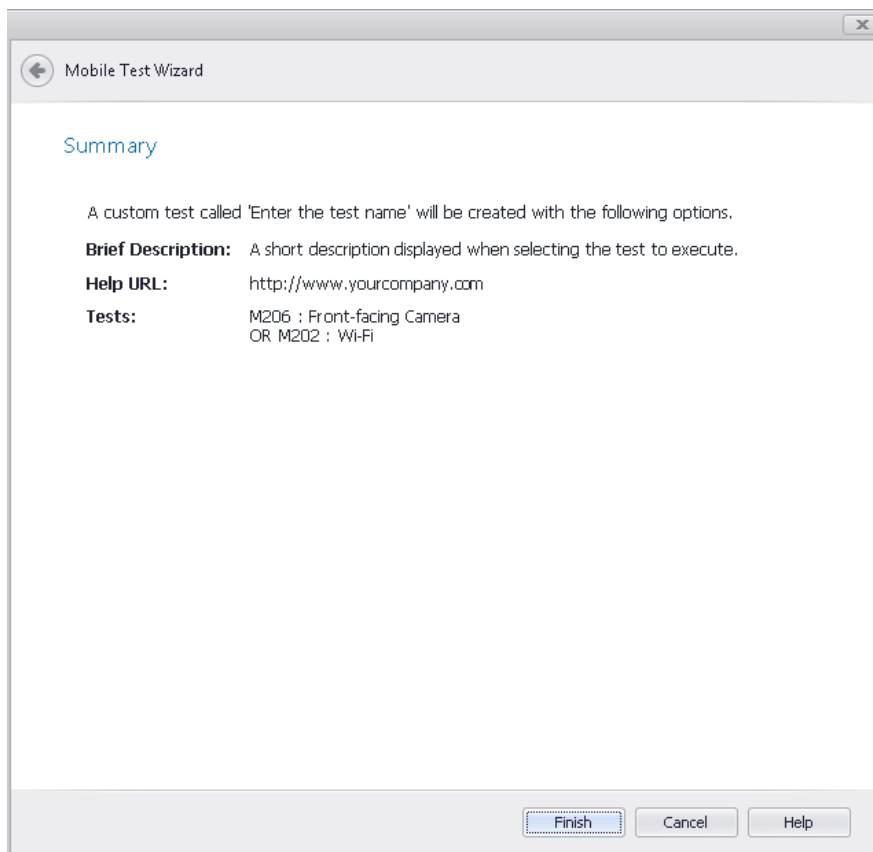 Mobile Test Wizard
Summary
A custom test called 'Enter the test name' will be created with the following options.
Brief Description: A short description displayed when selecting the test to execute.
Help URL: http://www.yourcompany.com
Tests: M206 : Front-facing Camera
OR M202 : Wi-Fi
Finish Cancel Help